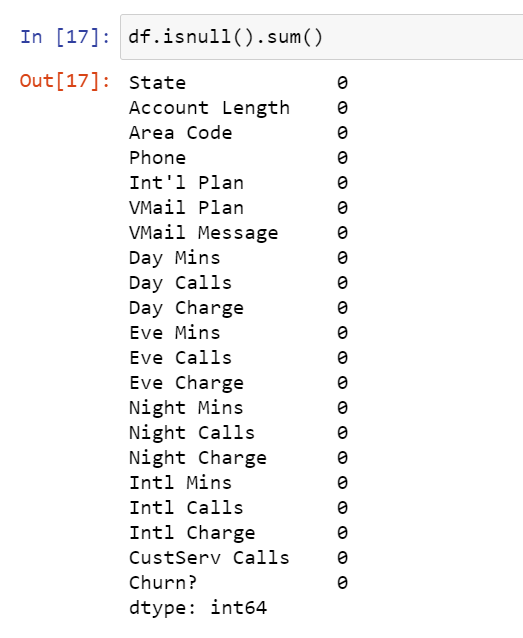 In [17]: df.isnull().sum()
Out[17]: State 0
Account Length 0
Area Code 0
Phone 0
Int'l Plan 0
VMail Plan 0
VMail Message 0
Day Mins 0
Day Calls 0
Day Charge 0
Eve Mins 0
Eve Calls 0
Eve Charge 0
Night Mins 0
Night Calls 0
Night Charge 0
Intl Mins 0
Intl Calls 0
Intl Charge 0
CustServ Calls 0
Churn? 0
dtype: int64